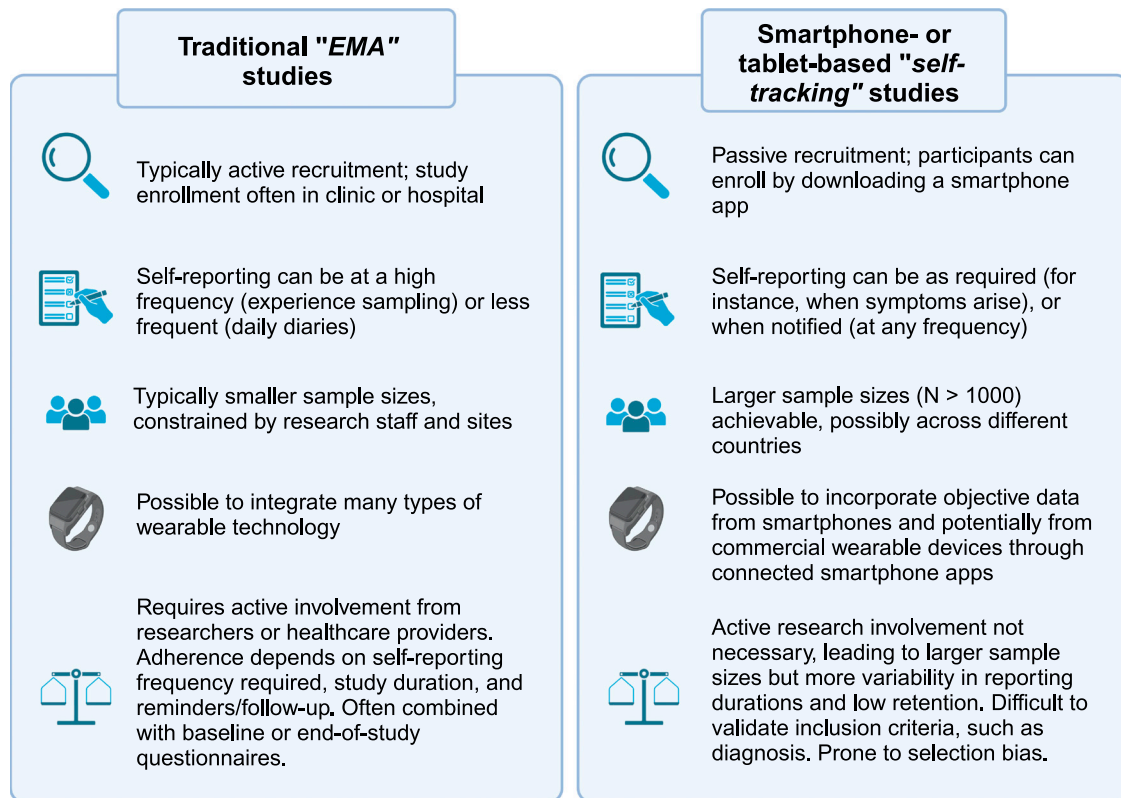 Traditional "EMA"
studies
Typically active recruitment; study
enrollment often in clinic or hospital
Self-reporting can be at a high
frequency (experience sampling) or less
frequent (daily diaries)
Typically smaller sample sizes,
constrained by research staff and sites
Possible to integrate many types of
wearable technology
Requires active involvement from
researchers or healthcare providers.
Adherence depends on self-reporting
frequency required, study duration, and
reminders/follow-up. Often combined
with baseline or end-of-study
questionnaires.
Smartphone- or
tablet-based "self-
tracking" studies
Passive recruitment; participants can
enroll by downloading a smartphone
app
Self-reporting can be as required (for
instance, when symptoms arise), or
when notified (at any frequency)
Larger sample sizes (N > 1000)
achievable, possibly across different
countries
Possible to incorporate objective data
from smartphones and potentially from
commercial wearable devices through
connected smartphone apps
Active research involvement not
necessary, leading to larger sample
sizes but more variability in reporting
durations and low retention. Difficult to
validate inclusion criteria, such as
diagnosis. Prone to selection bias.